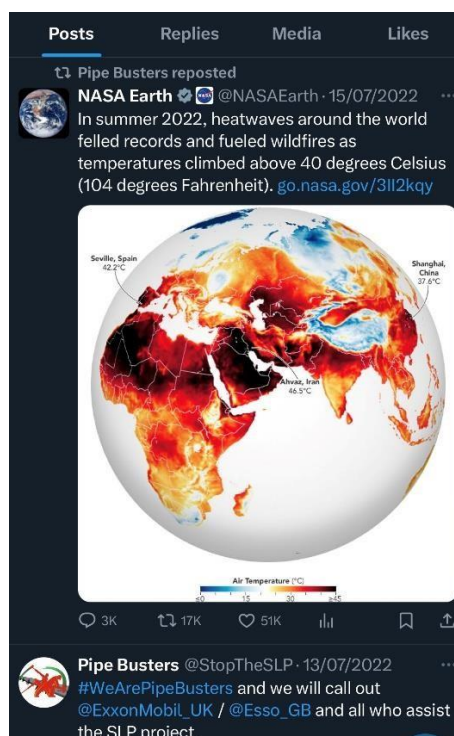 Posts Replies Media Likes
Pipe Busters reposted
NASA Earth @NASAEarth · 15/07/2022 ...
In summer 2022, heatwaves around the world
felled records and fueled wildfires as
temperatures climbed above 40 degrees Celsius
(104 degrees Fahrenheit). go.nasa.gov/3II2kqy
Seville, Spain
42.2°C
Shanghai,
China
37.6°C
Ahvaz, Iran
46.5°C
Air Temperature (°C)
≤0 15 30 ≥45
3K 17K 51K
Pipe Busters @StopTheSLP · 13/07/2022 ...
#WeArePipeBusters and we will call out
@ExxonMobil_UK / @Esso_GB and all who assist
the SLP project